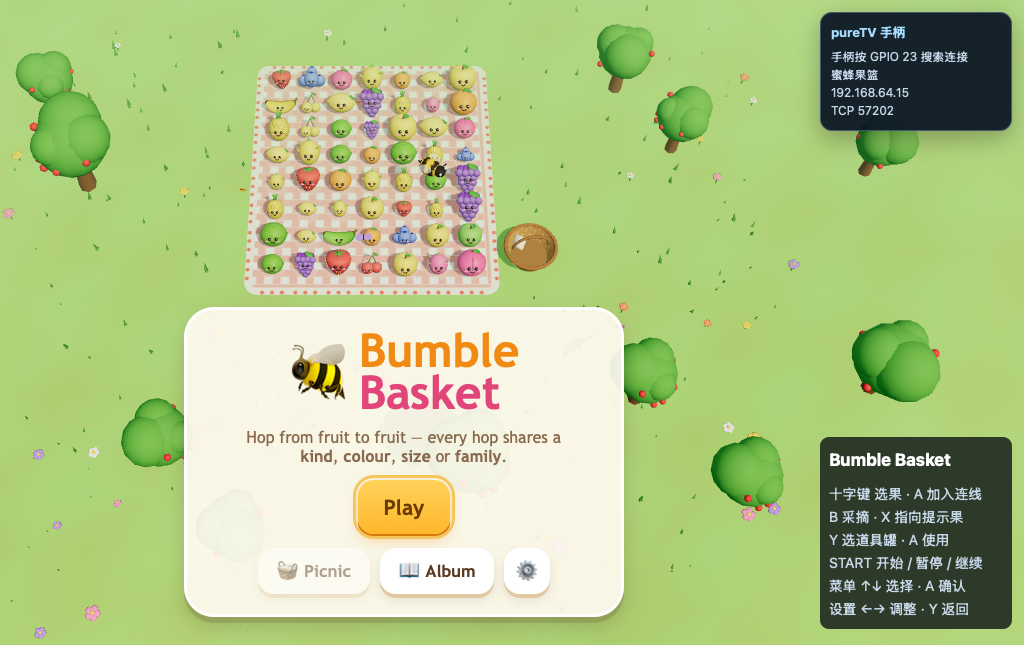 pureTV 手柄
手柄按 GPIO 23 搜索连接
蜜蜂果篮
192.168.64.15
TCP 57202
Bumble
Basket
Hop from fruit to fruit — every hop shares a
kind, colour, size or family.
Play
Picnic
Album
Bumble Basket
十字键 选果 · A 加入连线
B 采摘 · X 指向提示果
Y 选道具罐 · A 使用
START 开始 / 暂停 / 继续
菜单 ↑↓ 选择 · A 确认
设置 ←→ 调整 · Y 返回